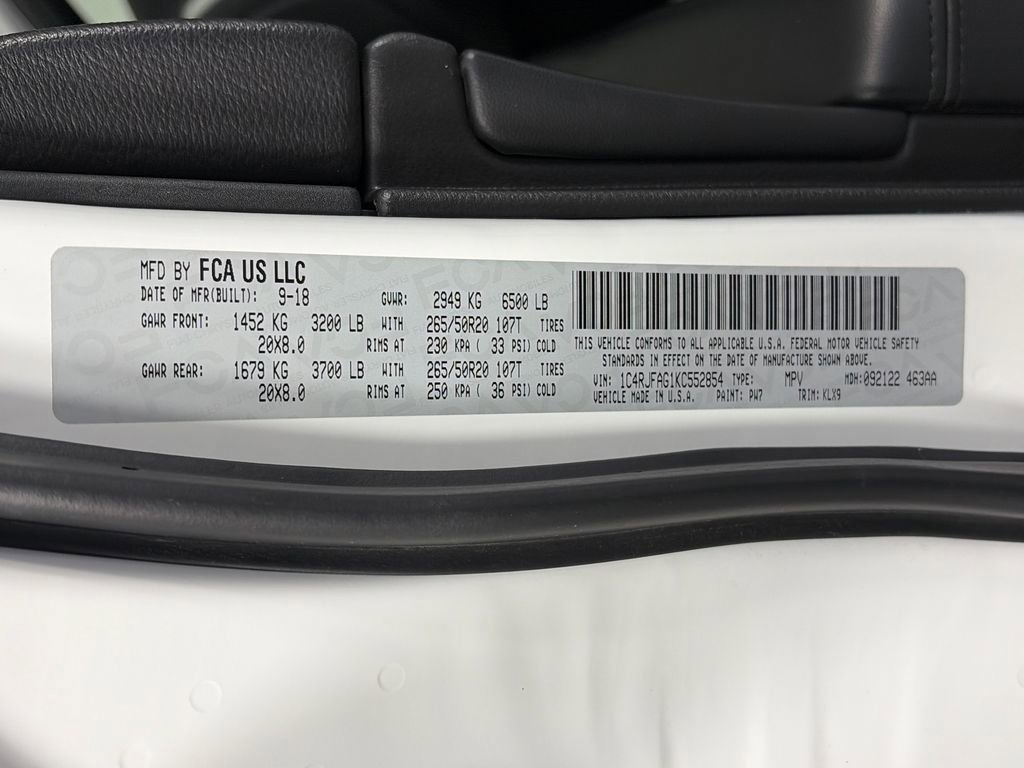 MFD BY FCA US LLC
DATE OF MFR(BUILT): 9-18 GVWR: 2949 KG 6500 LB
GAWR FRONT: 1452 KG 3200 LB WITH 265/50R20 107T TIRES
20X8.0 RIMS AT 230 KPA ( 33 PSI) COLD
GAWR REAR: 1679 KG 3700 LB WITH 265/50R20 107T TIRES
20X8.0 RIMS AT 250 KPA ( 36 PSI) COLD
THIS VEHICLE CONFORMS TO ALL APPLICABLE U.S.A. FEDERAL MOTOR VEHICLE SAFETY
STANDARDS IN EFFECT ON THE DATE OF MANUFACTURE SHOWN ABOVE.
VIN: 1C4RJFAG1KC552854 TYPE: MPV MDH:092122 463AA
VEHICLE MADE IN U.S.A. PAINT: PW7 TRIM:KLX9